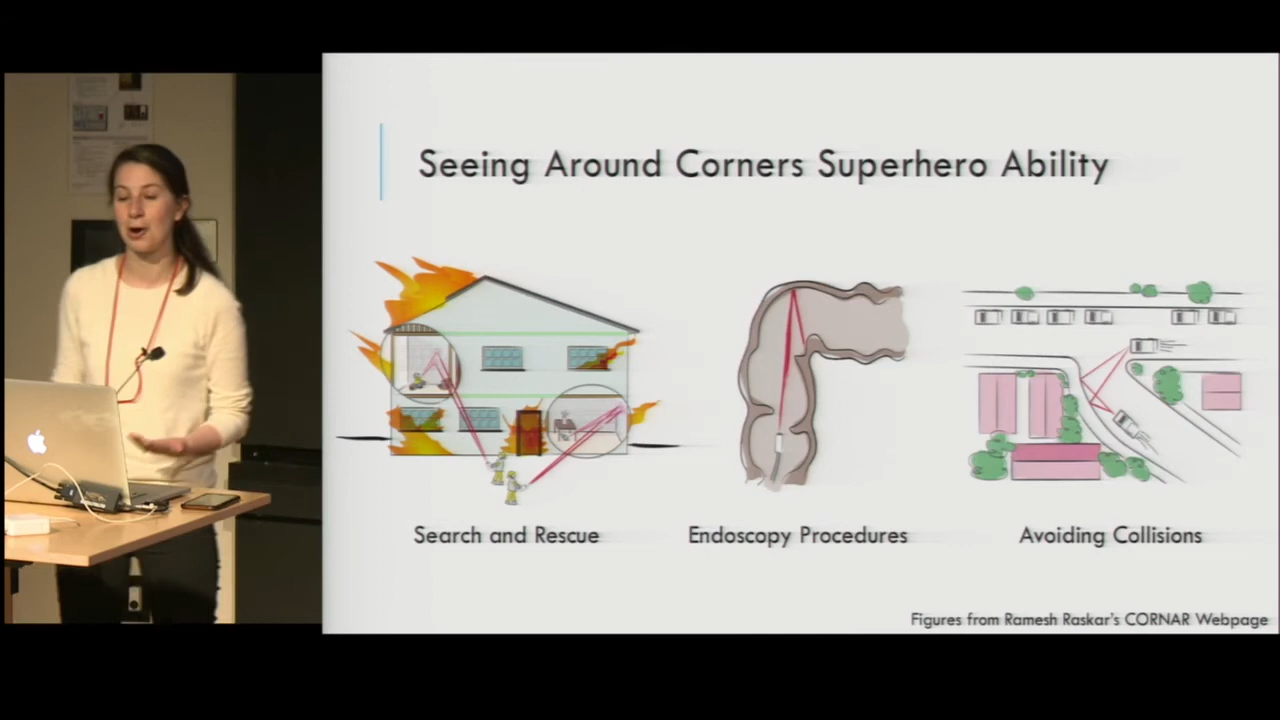 Seeing Around Corners Superhero Ability
Search and Rescue
Endoscopy Procedures
Avoiding Collisions
Figures from Ramesh Raskar's CORNAR Webpage